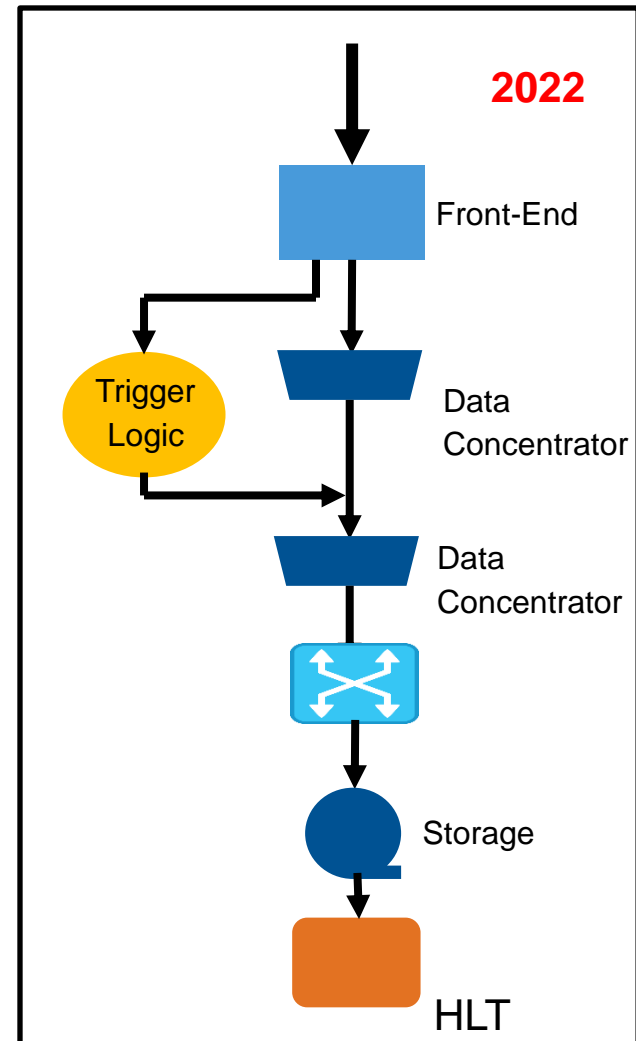 2022
Front-End
Trigger
Logic
Data
Concentrator
Data
Concentrator
Storage
HLT